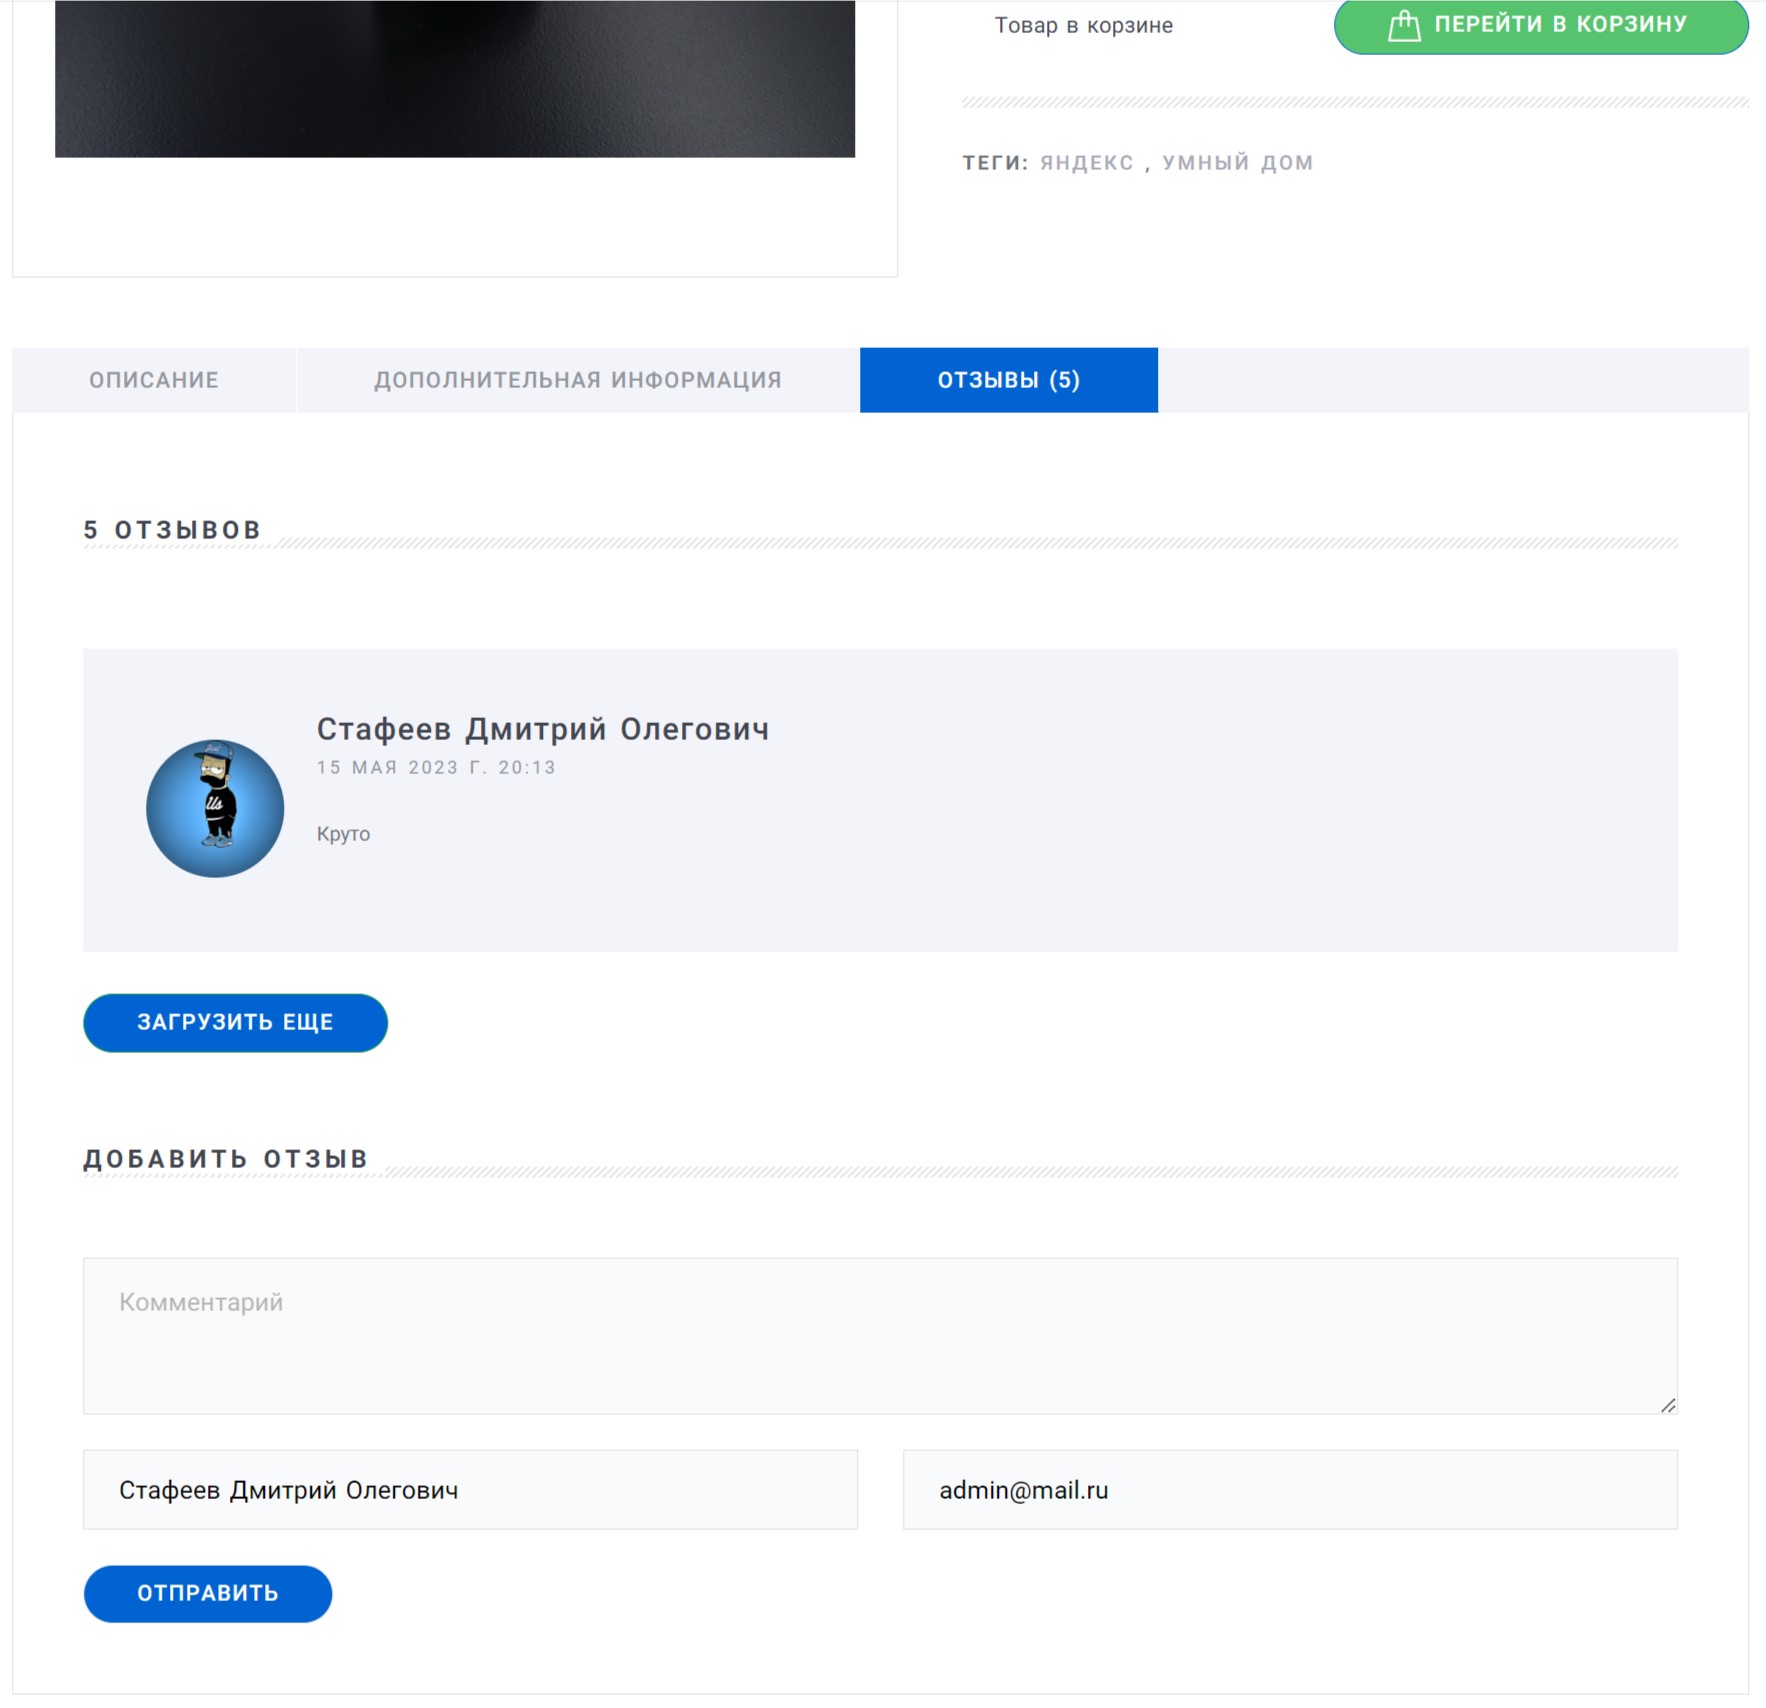 Товар в корзине
ПЕРЕЙТИ В КОРЗИНУ
ТЕГИ: ЯНДЕКС , УМНЫЙ ДОМ
ОПИСАНИЕ
ДОПОЛНИТЕЛЬНАЯ ИНФОРМАЦИЯ
ОТЗЫВЫ (5)
5 ОТЗЫВОВ
Стафеев Дмитрий Олегович
15 МАЯ 2023 Г. 20:13
Круто
ЗАГРУЗИТЬ ЕЩЕ
ДОБАВИТЬ ОТЗЫВ
Комментарий
Стафеев Дмитрий Олегович
admin@mail.ru
ОТПРАВИТЬ